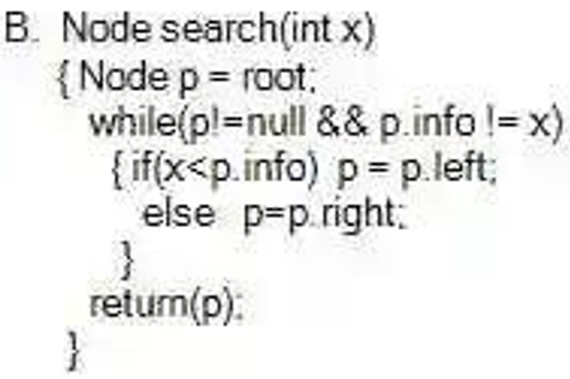 B. Node search(int x)
{ Node p = root;
while(p!=null && p.info != x)
{ if(x<p.info) p = p.left;
else p=p.right;
}
return(p);
}